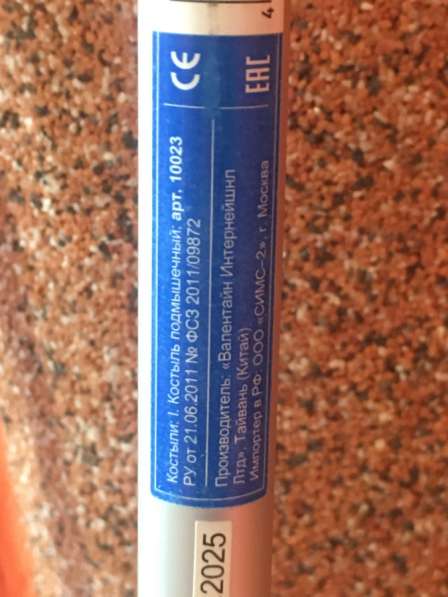 Костыли: I. Костыль подмышечный; арт. 10023
РУ от 21.06.2011 № ФСЗ 2011/09872
Производитель: «Валентайн Интернейшнл
Лтд», Тайвань (Китай)
Импортер в РФ: ООО «СИМС-2», г. Москва
CE
EAC
4
2025